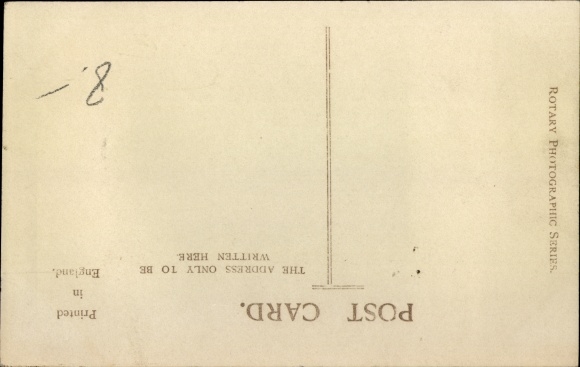 POST CARD.
Printed
in
England.
THE ADDRESS ONLY TO BE
WRITTEN HERE.
ROTARY PHOTOGRAPHIC SERIES.
8.-